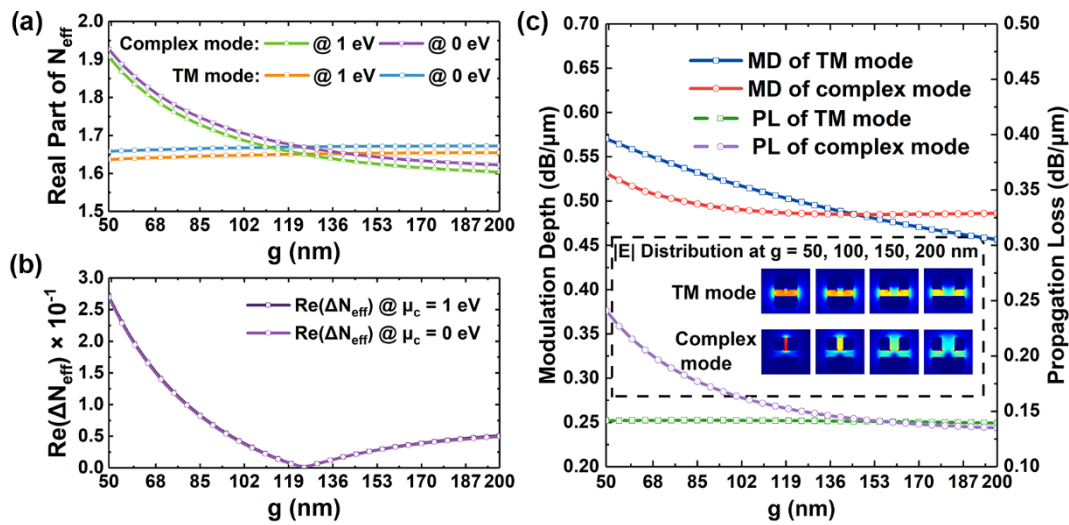 (a)
Real Part of N_eff
2.0
1.9
1.8
1.7
1.6
1.5
Complex mode: @ 1 eV @ 0 eV
TM mode: @ 1 eV @ 0 eV
50 68 85 102 119 136 153 170 187 200
g (nm)
(b)
Re(ΔN_eff) × 10⁻¹
3.0
2.5
2.0
1.5
1.0
0.5
0.0
Re(ΔN_eff) @ μ_c = 1 eV
Re(ΔN_eff) @ μ_c = 0 eV
50 68 85 102 119 136 153 170 187 200
g (nm)
(c)
Modulation Depth (dB/μm)
0.70
0.65
0.60
0.55
0.50
0.45
0.40
0.35
0.30
0.25
0.20
MD of TM mode
MD of complex mode
PL of TM mode
PL of complex mode
|E| Distribution at g = 50, 100, 150, 200 nm
TM mode
Complex
mode
0.50
0.45
0.40
0.35
0.30
0.25
0.20
0.15
0.10
Propagation Loss (dB/μm)
50 68 85 102 119 136 153 170 187 200
g (nm)